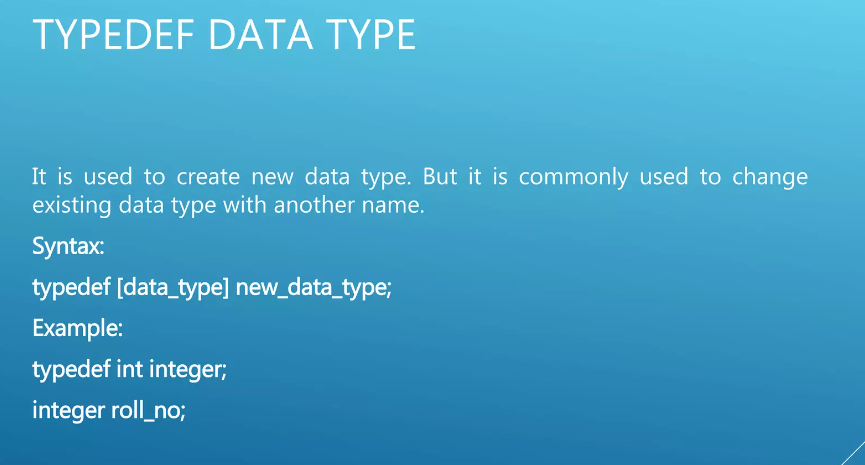 TYPEDEF DATA TYPE
It is used to create new data type. But it is commonly used to change
existing data type with another name.
Syntax:
typedef [data_type] new_data_type;
Example:
typedef int integer;
integer roll_no;